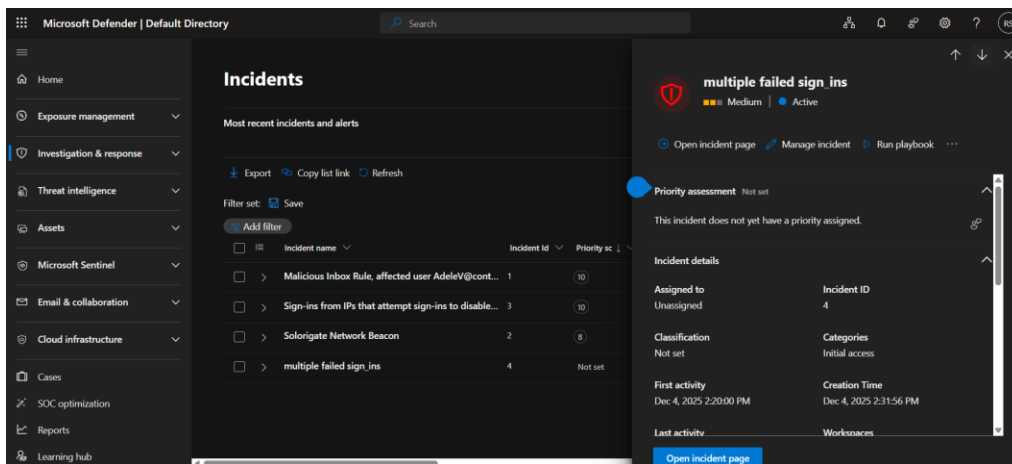 Microsoft Defender | Default Directory
Search
RS
Home
Exposure management
Investigation & response
Threat intelligence
Assets
Microsoft Sentinel
Email & collaboration
Cloud infrastructure
Cases
SOC optimization
Reports
Learning hub
Incidents
Most recent incidents and alerts
Export Copy list link Refresh
Filter set: Save
Add filter
Incident name Incident Id Priority sc ↓
Malicious Inbox Rule, affected user AdeleV@cont... 1 10
Sign-ins from IPs that attempt sign-ins to disable... 3 10
Solorigate Network Beacon 2 8
multiple failed sign_ins 4 Not set
multiple failed sign_ins
Medium | Active
Open incident page Manage incident Run playbook ...
Priority assessment Not set
This incident does not yet have a priority assigned.
Incident details
Assigned to Incident ID
Unassigned 4
Classification Categories
Not set Initial access
First activity Creation Time
Dec 4, 2025 2:20:00 PM Dec 4, 2025 2:31:56 PM
Last activity Workspaces
Open incident page